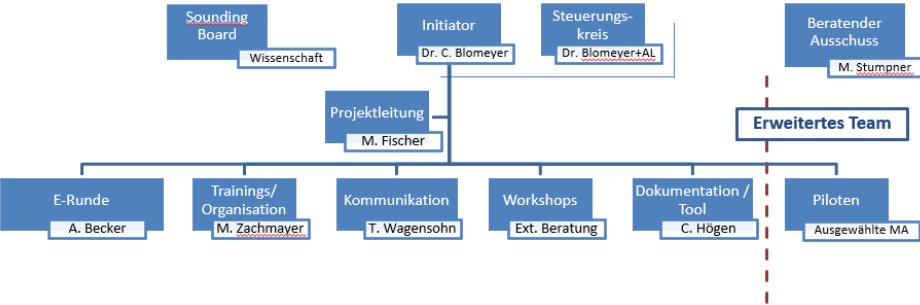 Sounding
Board
Wissenschaft
Initiator
Dr. C. Blomeyer
Steuerungs-
kreis
Dr. Blomeyer+AL
Beratender
Ausschuss
M. Stumpner
Projektleitung
M. Fischer
Erweitertes Team
E-Runde
A. Becker
Trainings/
Organisation
M. Zachmayer
Kommunikation
T. Wagensohn
Workshops
Ext. Beratung
Dokumentation /
Tool
C. Högen
Piloten
Ausgewählte MA